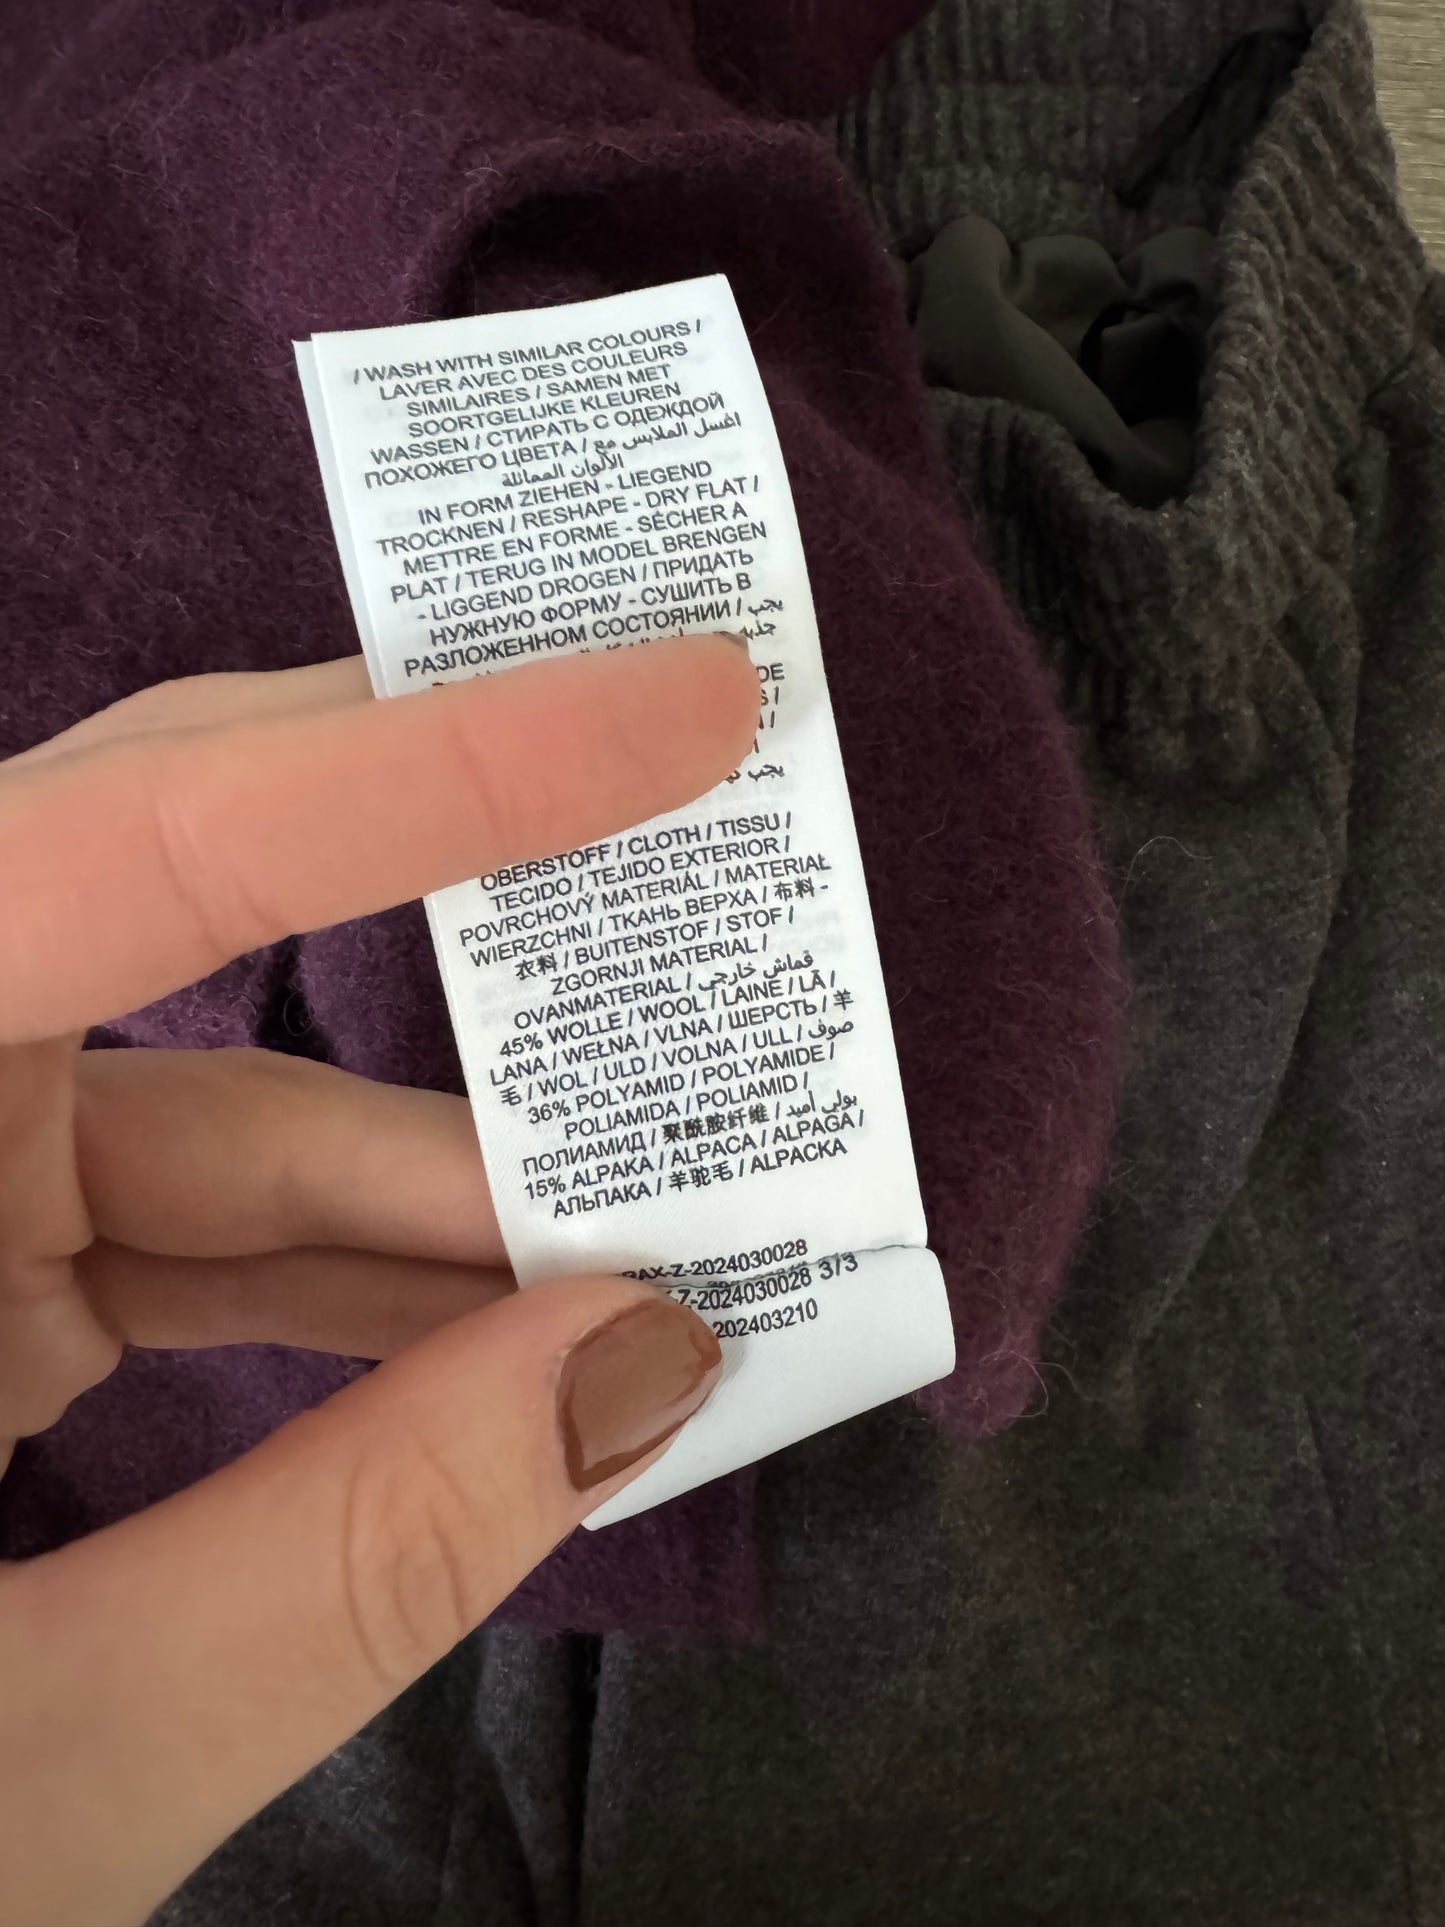 / WASH WITH SIMILAR COLOURS /
LAVER AVEC DES COULEURS
SIMILAIRES / SAMEN MET
SOORTGELIJKE KLEUREN
WASSEN / СТИРАТЬ С ОДЕЖДОЙ
ПОХОЖЕГО ЦВЕТА / اغسل الملابس مع
الألوان المماثلة
IN FORM ZIEHEN - LIEGEND
TROCKNEN / RESHAPE - DRY FLAT /
METTRE EN FORME - SÉCHER A
PLAT / TERUG IN MODEL BRENGEN
- LIGGEND DROGEN / ПРИДАТЬ
НУЖНУЮ ФОРМУ - СУШИТЬ В
РАЗЛОЖЕННОМ СОСТОЯНИИ / يجب
DE
يجب
OBERSTOFF / CLOTH / TISSU /
TECIDO / TEJIDO EXTERIOR /
POVRCHOVÝ MATERIÁL / MATERIAŁ
WIERZCHNI / ТКАНЬ ВЕРХА / 布料 -
衣料 / BUITENSTOF / STOF /
ZGORNJI MATERIAL /
OVANMATERIAL / قماش خارجي
45% WOLLE / WOOL / LAINE / LÃ /
LANA / WEŁNA / VLNA / ШЕРСТЬ / 羊
毛 / WOL / ULD / VOLNA / ULL / صوف
36% POLYAMID / POLYAMIDE /
POLIAMIDA / POLIAMID /
ПОЛИАМИД / 聚酰胺纤维 / بولي أميد
15% ALPAKA / ALPACA / ALPAGA /
АЛЬПАКА / 羊驼毛 / ALPACKA
-Z-2024030028
Z-2024030028 3/3
202403210